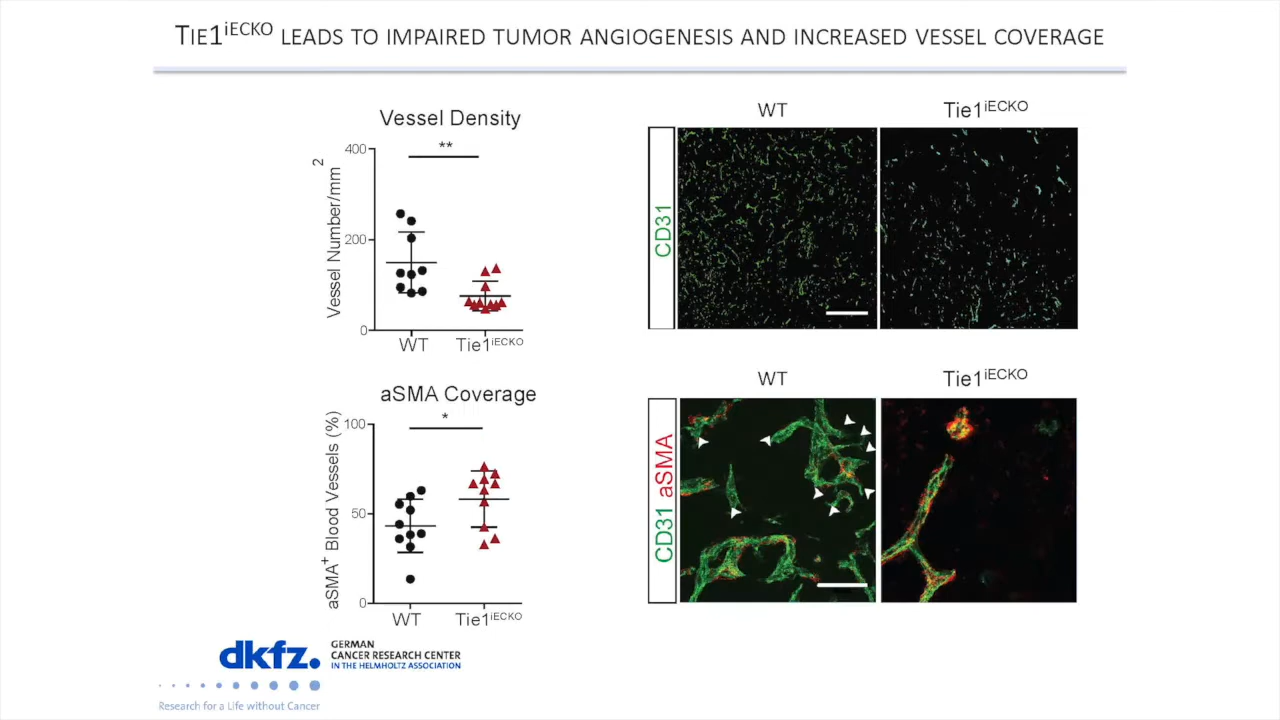 TIE1iECKO LEADS TO IMPAIRED TUMOR ANGIOGENESIS AND INCREASED VESSEL COVERAGE
Vessel Density
**
Vessel Number/mm2
400
200
0
WT
Tie1iECKO
WT
Tie1iECKO
CD31
aSMA Coverage
*
aSMA+ Blood Vessels (%)
100
50
0
WT
Tie1iECKO
WT
Tie1iECKO
CD31 aSMA
dkfz.
GERMAN
CANCER RESEARCH CENTER
IN THE HELMHOLTZ ASSOCIATION
Research for a Life without Cancer